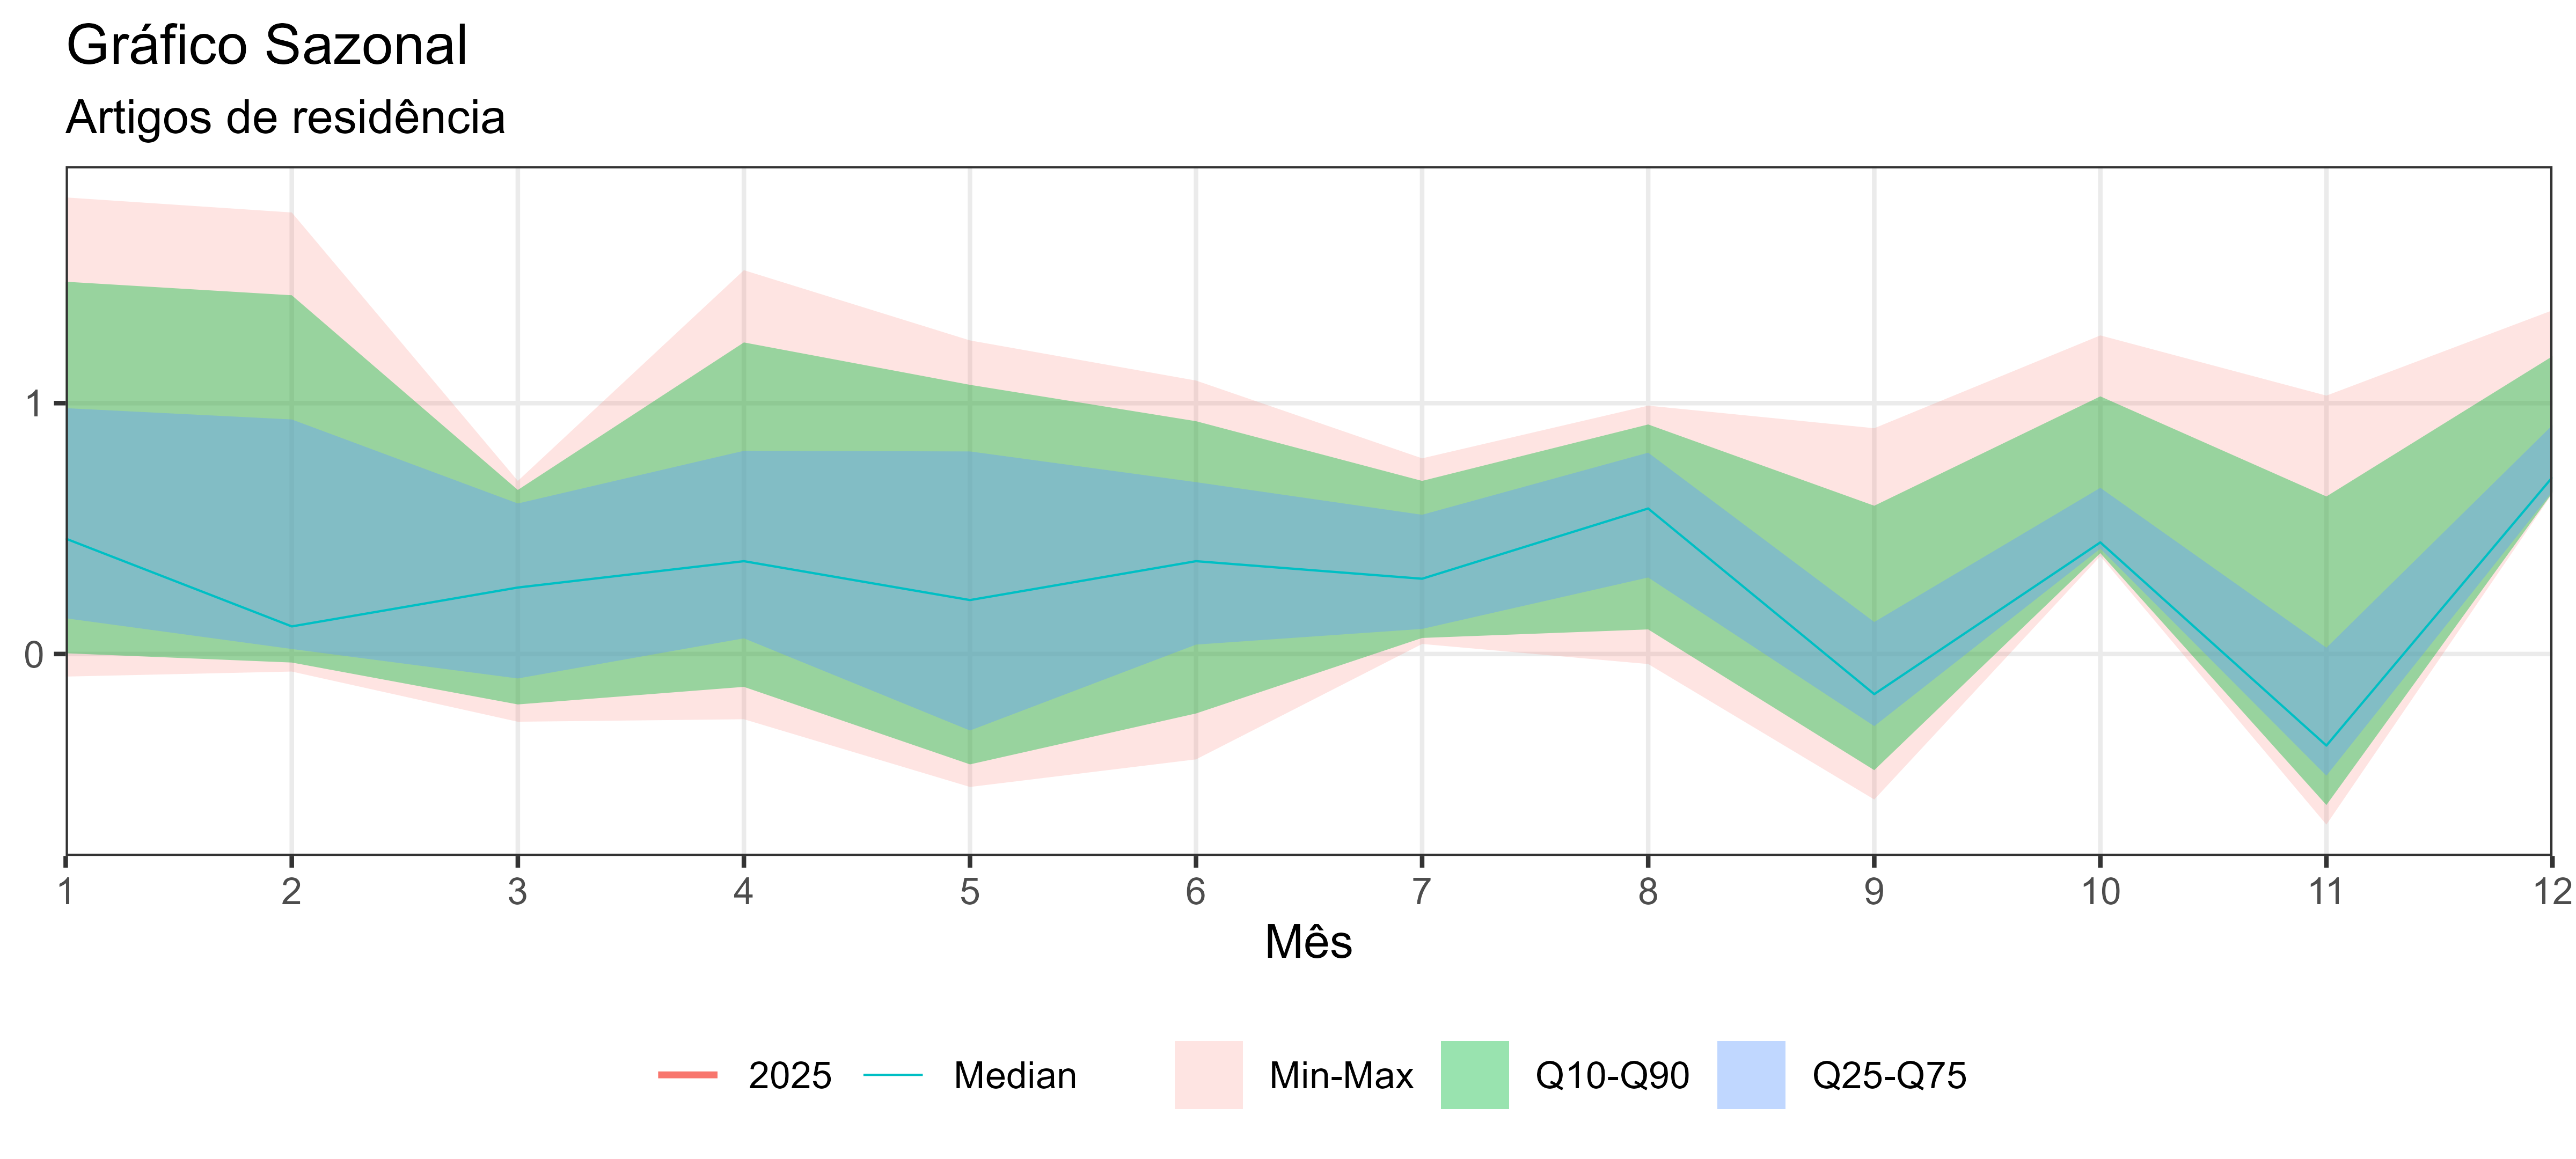 Gráfico Sazonal
Artigos de residência
1
0
1 2 3 4 5 6 7 8 9 10 11 12
Mês
2025 Median Min-Max Q10-Q90 Q25-Q75